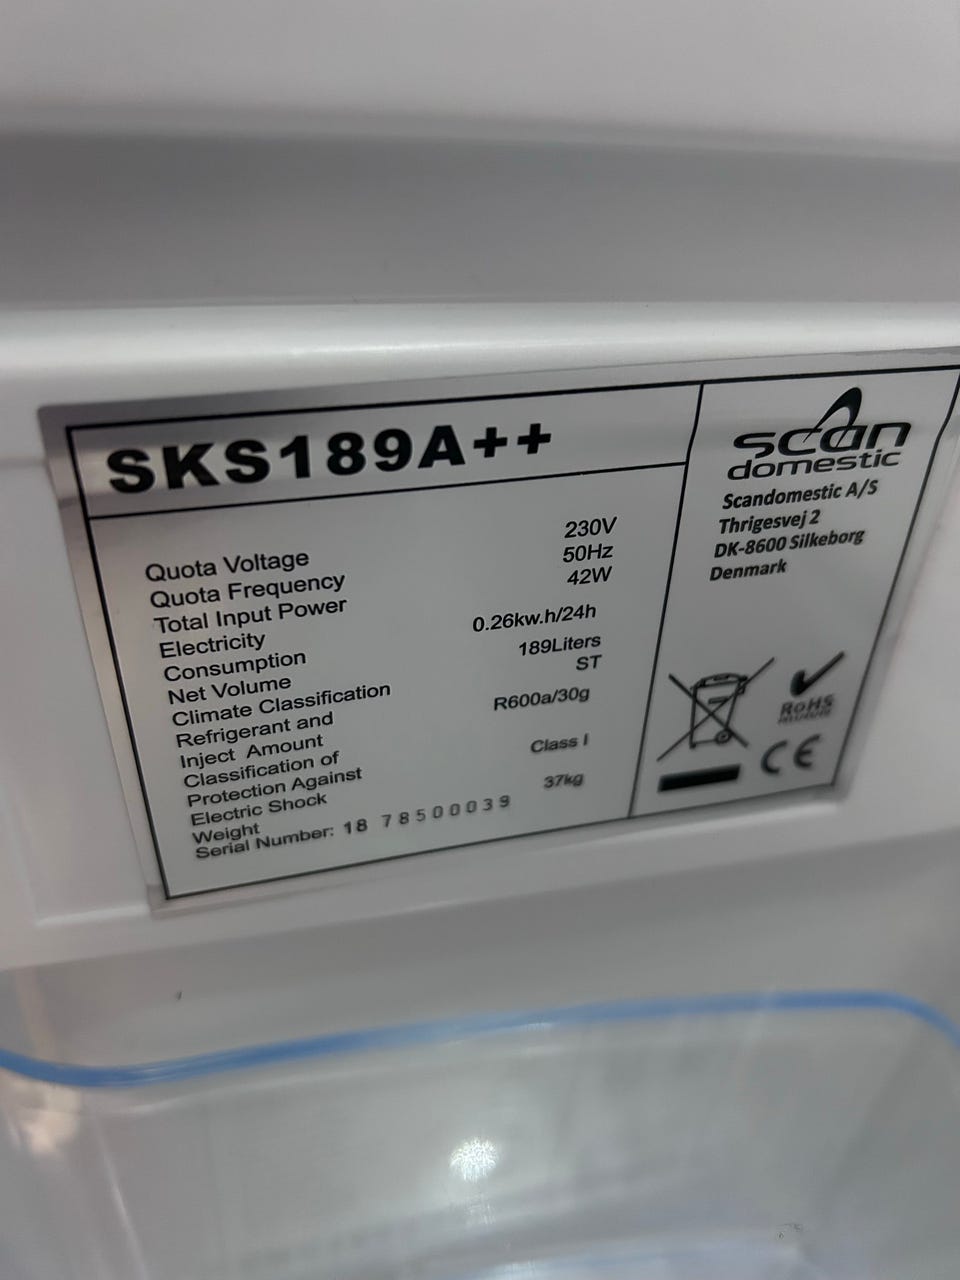 SKS189A++
Quota Voltage 230V
Quota Frequency 50Hz
Total Input Power 42W
Electricity
Consumption 0.26kw.h/24h
Net Volume 189Liters
Climate Classification ST
Refrigerant and
Inject Amount R600a/30g
Classification of
Protection Against
Electric Shock Class I
Weight 37kg
Serial Number: 18 78500039
scan
domestic
Scandomestic A/S
Thrigesvej 2
DK-8600 Silkeborg
Denmark
RoHS
CE